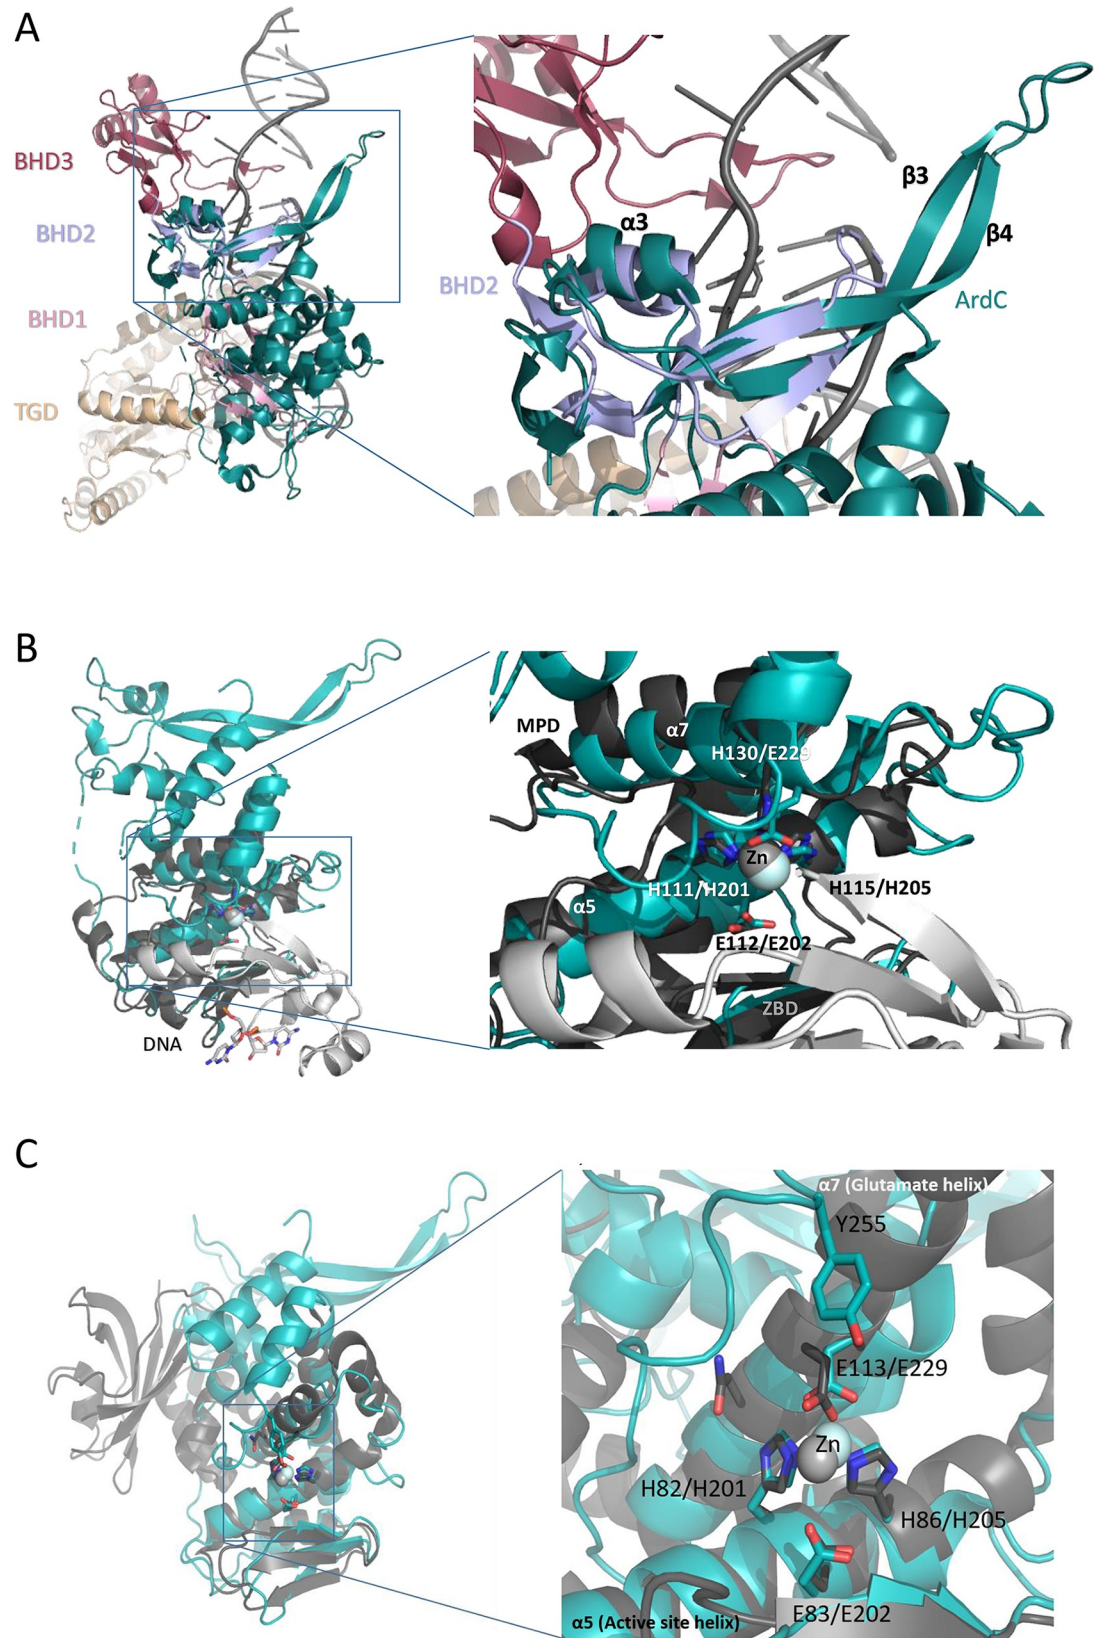 A
BHD3
BHD2
BHD1
TGD
α3
BHD2
β3
β4
ArdC
B
DNA
MPD
α7
H130/E229
Zn
H111/H201
H115/H205
α5
E112/E202
ZBD
C
α7 (Glutamate helix)
Y255
E113/E229
Zn
H82/H201
H86/H205
E83/E202
α5 (Active site helix)